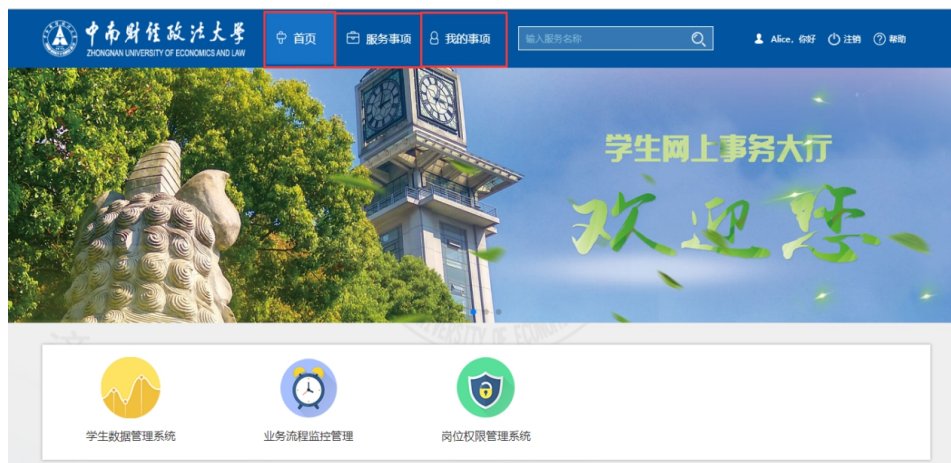 中南财经政法大学
ZHONGNAN UNIVERSITY OF ECONOMICS AND LAW
首页
服务事项
我的事项
输入服务名称
Alice, 你好
注销
帮助
学生网上事务大厅
欢迎您
学生数据管理系统
业务流程监控管理
岗位权限管理系统